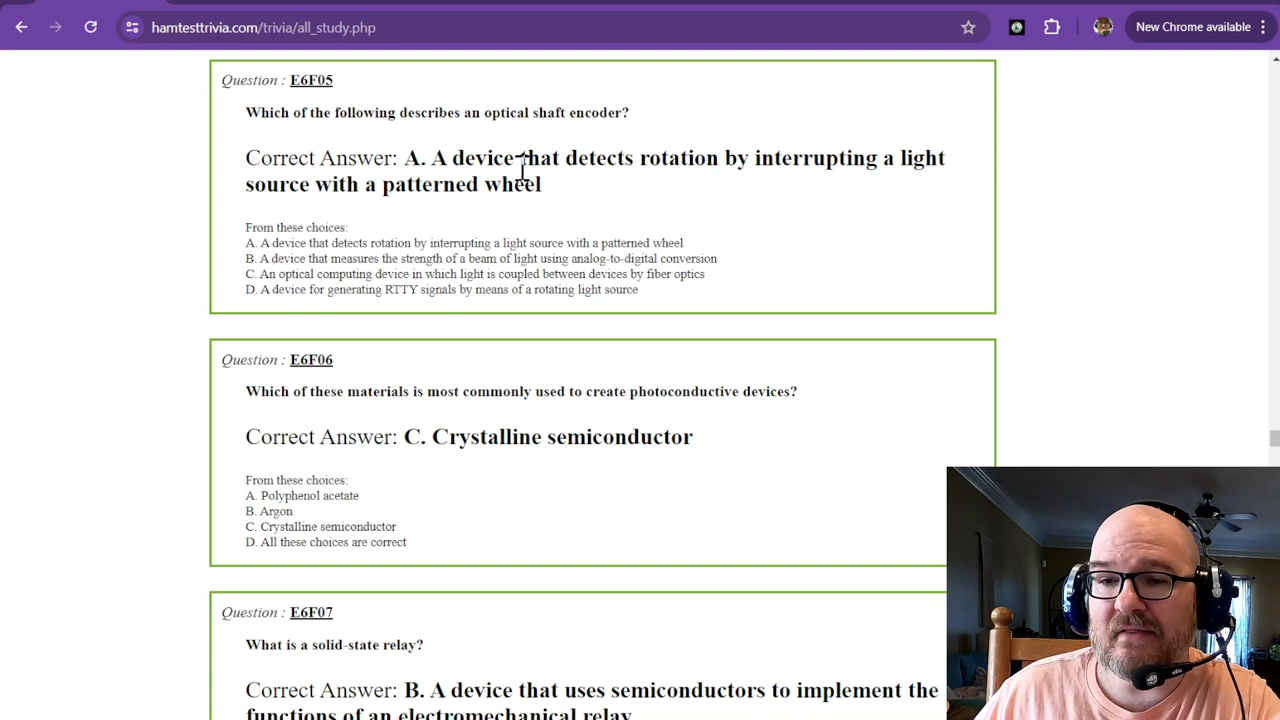 hamtesttrivia.com/trivia/all_study.php
New Chrome available
Question : E6F05
Which of the following describes an optical shaft encoder?
Correct Answer: A. A device that detects rotation by interrupting a light
source with a patterned wheel
From these choices:
A. A device that detects rotation by interrupting a light source with a patterned wheel
B. A device that measures the strength of a beam of light using analog-to-digital conversion
C. An optical computing device in which light is coupled between devices by fiber optics
D. A device for generating RTTY signals by means of a rotating light source
Question : E6F06
Which of these materials is most commonly used to create photoconductive devices?
Correct Answer: C. Crystalline semiconductor
From these choices:
A. Polyphenol acetate
B. Argon
C. Crystalline semiconductor
D. All these choices are correct
Question : E6F07
What is a solid-state relay?
Correct Answer: B. A device that uses semiconductors to implement the
functions of an electromechanical relay